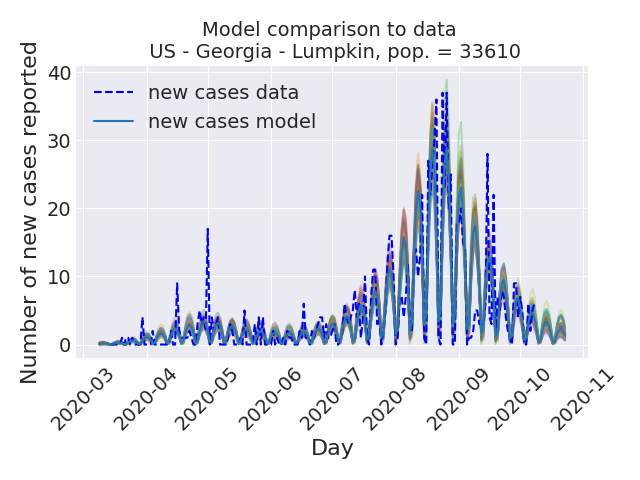 Model comparison to data
US - Georgia - Lumpkin, pop. = 33610
Number of new cases reported
40
30
20
10
0
new cases data
new cases model
2020-03
2020-04
2020-05
2020-06
2020-07
2020-08
2020-09
2020-10
2020-11
Day